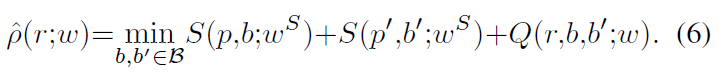 ρ̂(r;w)= min_{b,b′∈ℬ} S(p,b;w^S)+S(p′,b′;w^S)+Q(r,b,b′;w). (6)